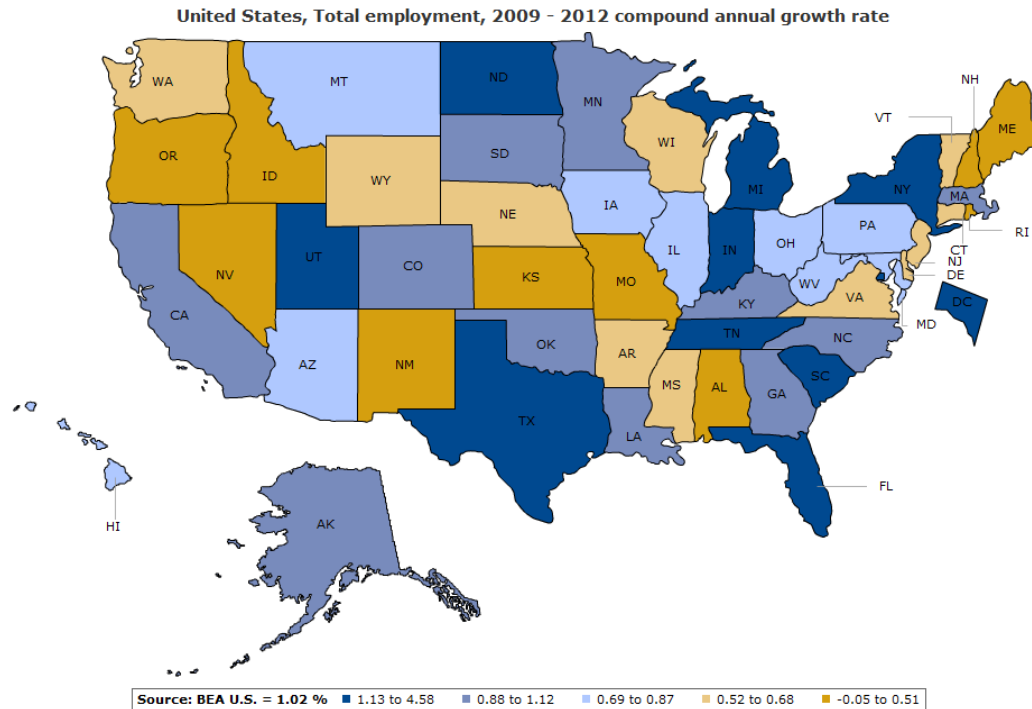 United States, Total employment, 2009 - 2012 compound annual growth rate
NH
WA
MT
ND
MN
VT
ME
OR
ID
SD
WI
WY
MI
NY
MA
RI
NE
IA
CT
PA
NJ
DE
NV
UT
CO
IL
IN
OH
KS
MO
WV
VA
DC
CA
KY
MD
TN
NC
OK
AZ
NM
AR
SC
MS
AL
GA
TX
LA
FL
HI
AK
Source: BEA U.S. = 1.02 % 1.13 to 4.58 0.88 to 1.12 0.69 to 0.87 0.52 to 0.68 -0.05 to 0.51